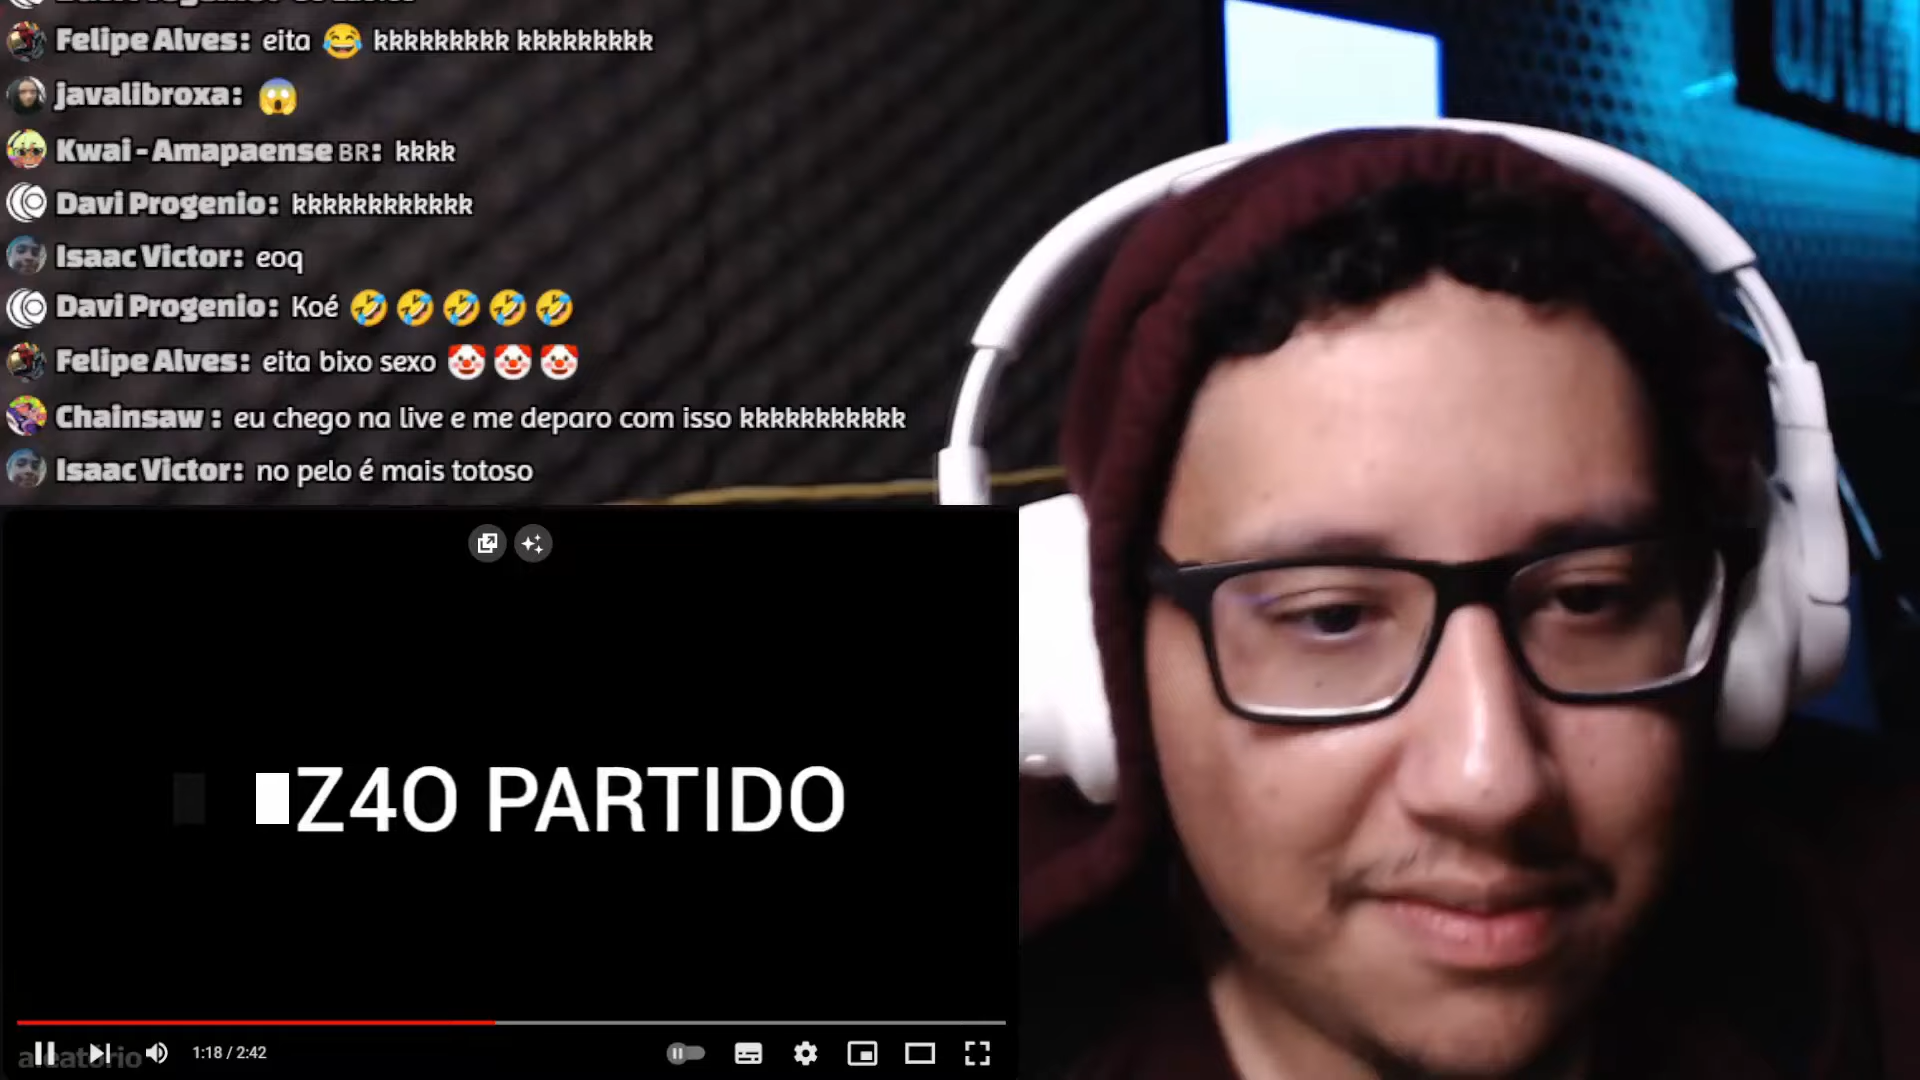 Felipe Alves: eita 😂 kkkkkkkkk kkkkkkkkk
javalibroxa: 😱
Kwai - Amapaense BR: kkkk
Davi Progenio: kkkkkkkkkkkk
Isaac Victor: eoq
Davi Progenio: Koé 🤣🤣🤣🤣🤣
Felipe Alves: eita bixo sexo 🤡🤡🤡
Chainsaw : eu chego na live e me deparo com isso kkkkkkkkkkk
Isaac Victor: no pelo é mais totoso
Z4O PARTIDO
aleatorio
1:18 / 2:42